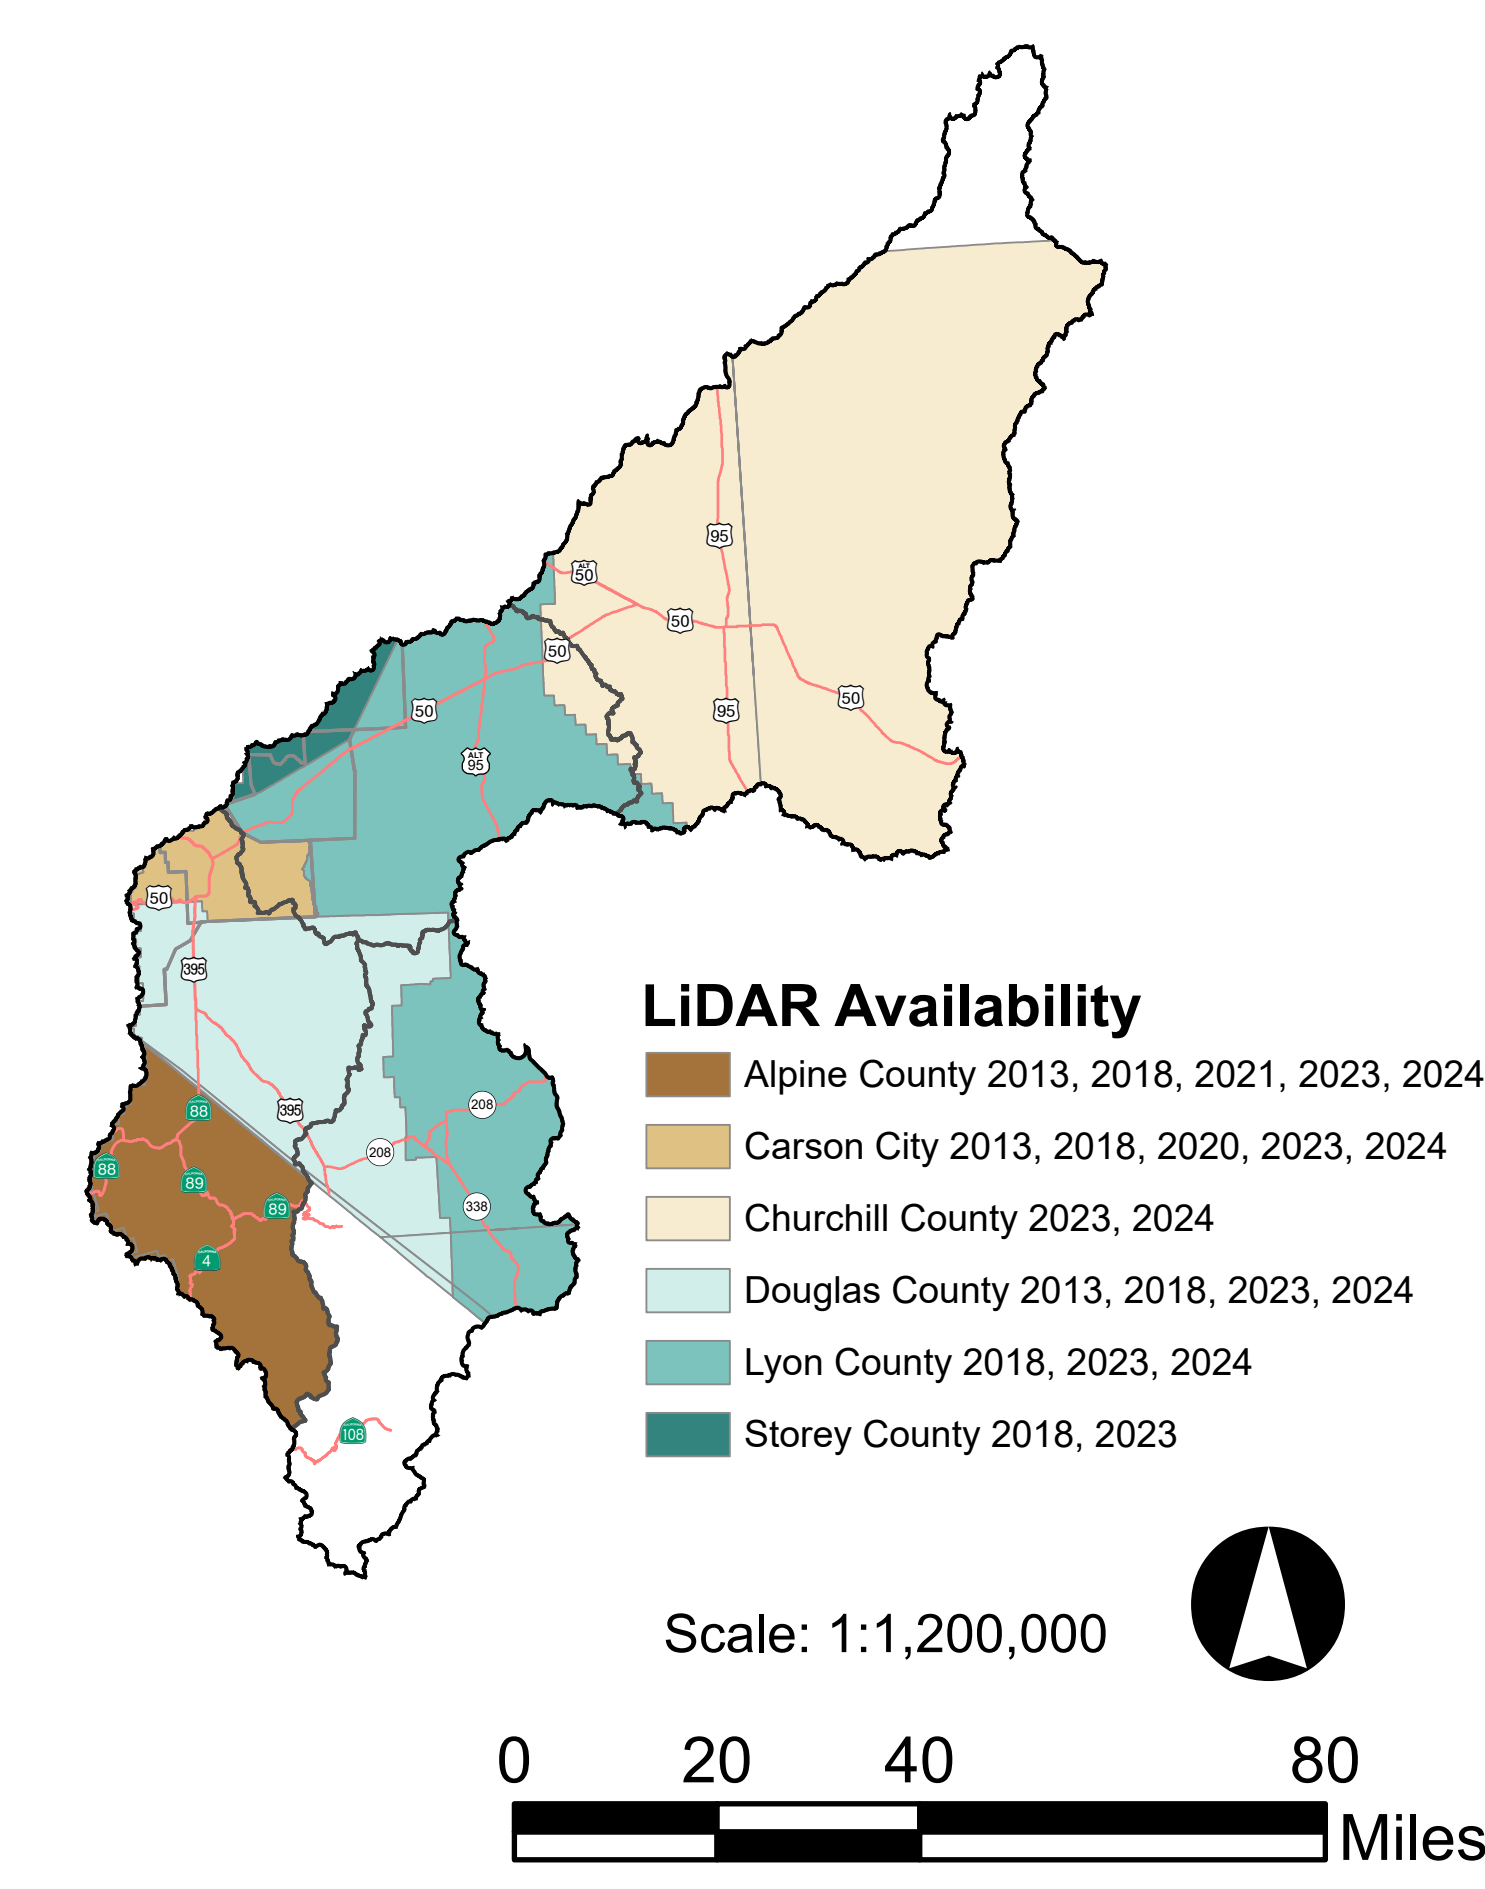 95
ALT
50
50
50
95
50
50
ALT
95
50
395
88
395
208
208
88
89
89
338
4
108
LiDAR Availability
Alpine County 2013, 2018, 2021, 2023, 2024
Carson City 2013, 2018, 2020, 2023, 2024
Churchill County 2023, 2024
Douglas County 2013, 2018, 2023, 2024
Lyon County 2018, 2023, 2024
Storey County 2018, 2023
Scale: 1:1,200,000
0 20 40 80
Miles